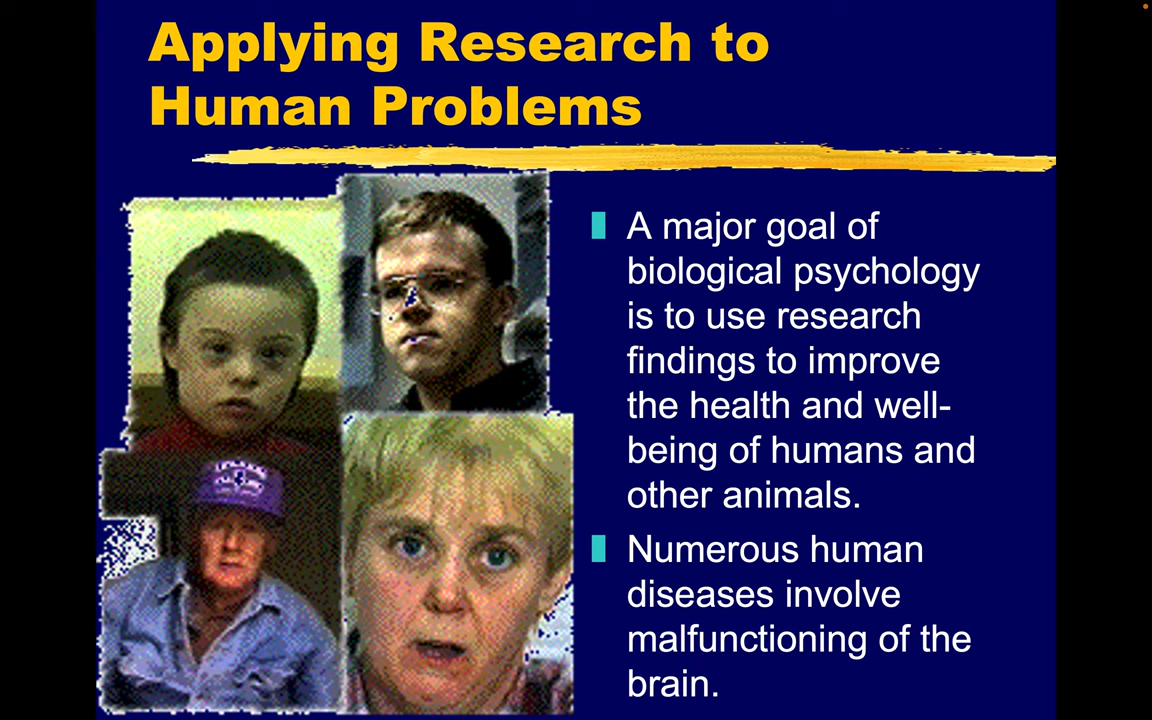 Applying Research to
Human Problems
A major goal of
biological psychology
is to use research
findings to improve
the health and well-
being of humans and
other animals.
Numerous human
diseases involve
malfunctioning of the
brain.